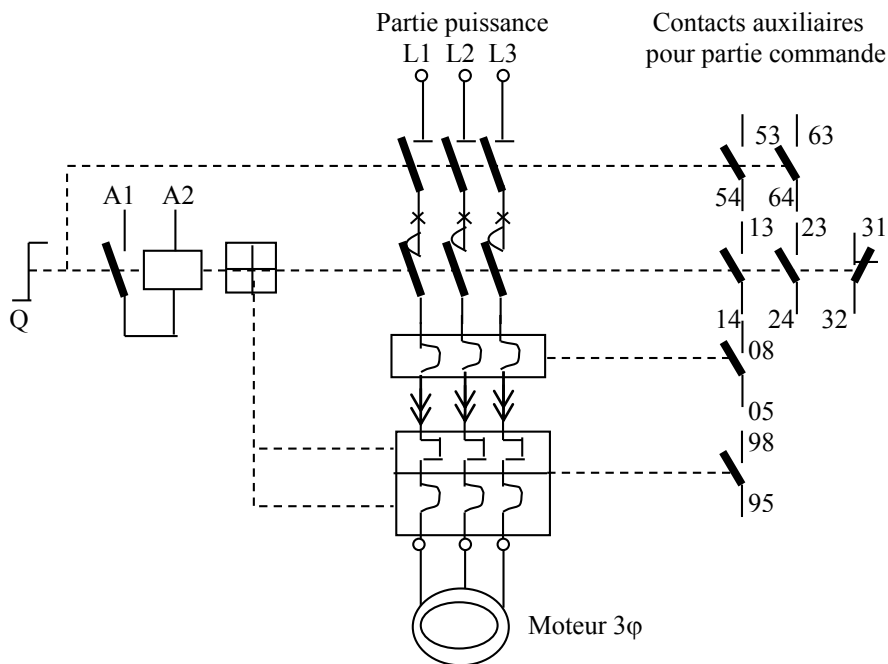 Partie puissance
L1 L2 L3
Contacts auxiliaires
pour partie commande
53 63
54 64
A1 A2
13 23 31
Q
14 24 32
08
05
98
95
Moteur 3φ